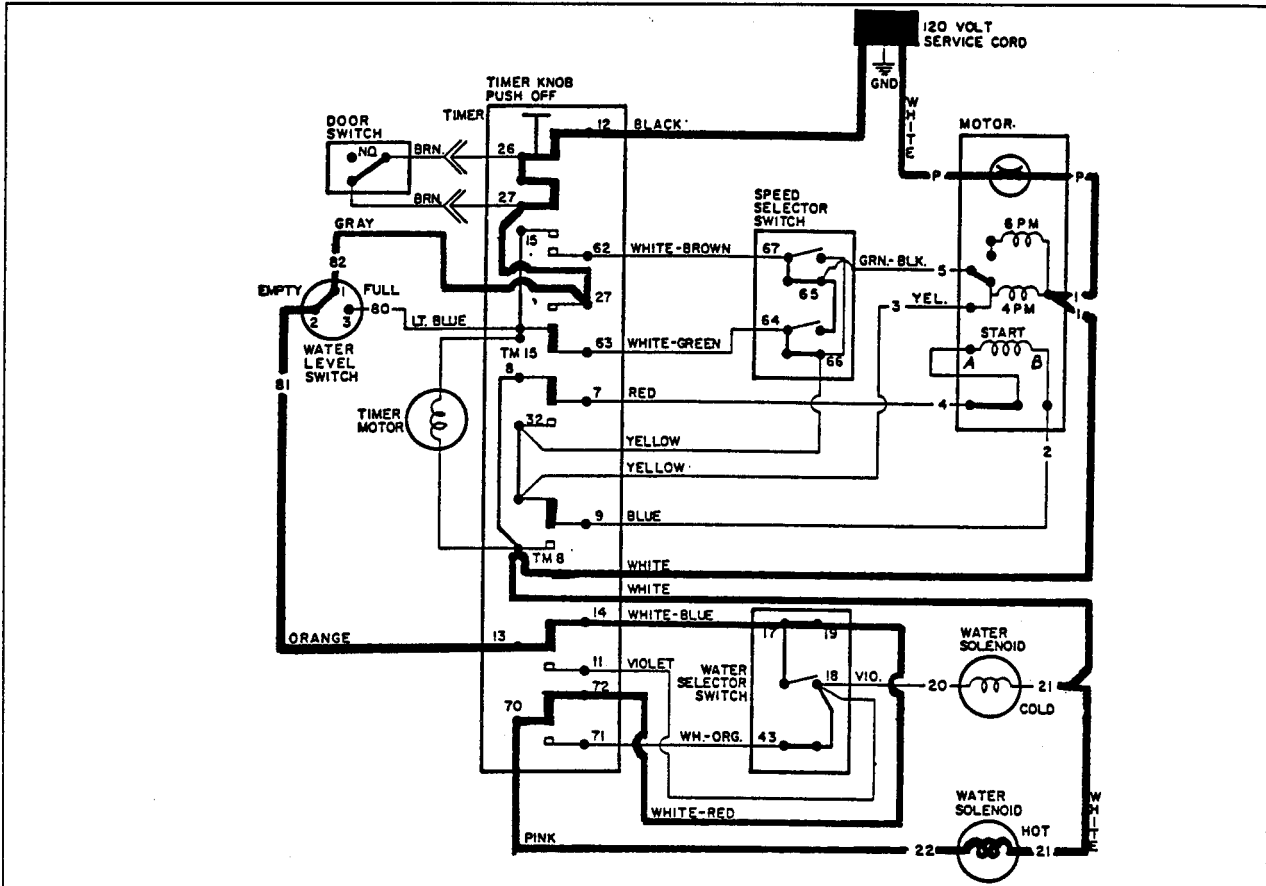 120 VOLT
SERVICE CORD
GND
WHITE
TIMER KNOB
PUSH OFF
TIMER
12 BLACK
MOTOR
DOOR
SWITCH
NO
BRN. 26
BRN. 27
P P
GRAY
82
15
62 WHITE-BROWN
SPEED
SELECTOR
SWITCH
67
65
GRN.-BLK. 5
6 PM
EMPTY
FULL
1
2 3
80
LT. BLUE
WATER
LEVEL
SWITCH
27
3 YEL.
4 PM
1
1
TM 15
63 WHITE-GREEN
64
66
START
A B
81
8
7 RED 4
TIMER
MOTOR
32
YELLOW
YELLOW
2
9 BLUE
TM 8
WHITE
WHITE
ORANGE 13
14 WHITE-BLUE
17 19
11 VIOLET
WATER
SELECTOR
SWITCH
18 VIO. 20
WATER
SOLENOID
21
COLD
70
72
71 WH.-ORG. 43
WHITE-RED
PINK
WATER
SOLENOID
HOT
22 21
WHITE